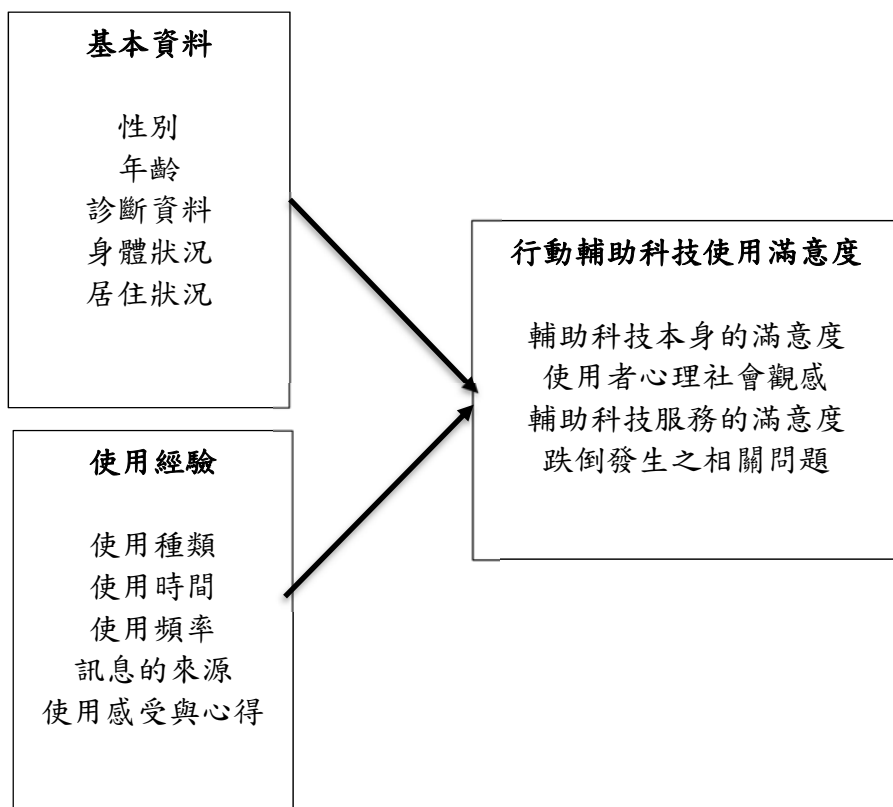 基本資料
性別
年齡
診斷資料
身體狀況
居住狀況
使用經驗
使用種類
使用時間
使用頻率
訊息的來源
使用感受與心得
行動輔助科技使用滿意度
輔助科技本身的滿意度
使用者心理社會觀感
輔助科技服務的滿意度
跌倒發生之相關問題